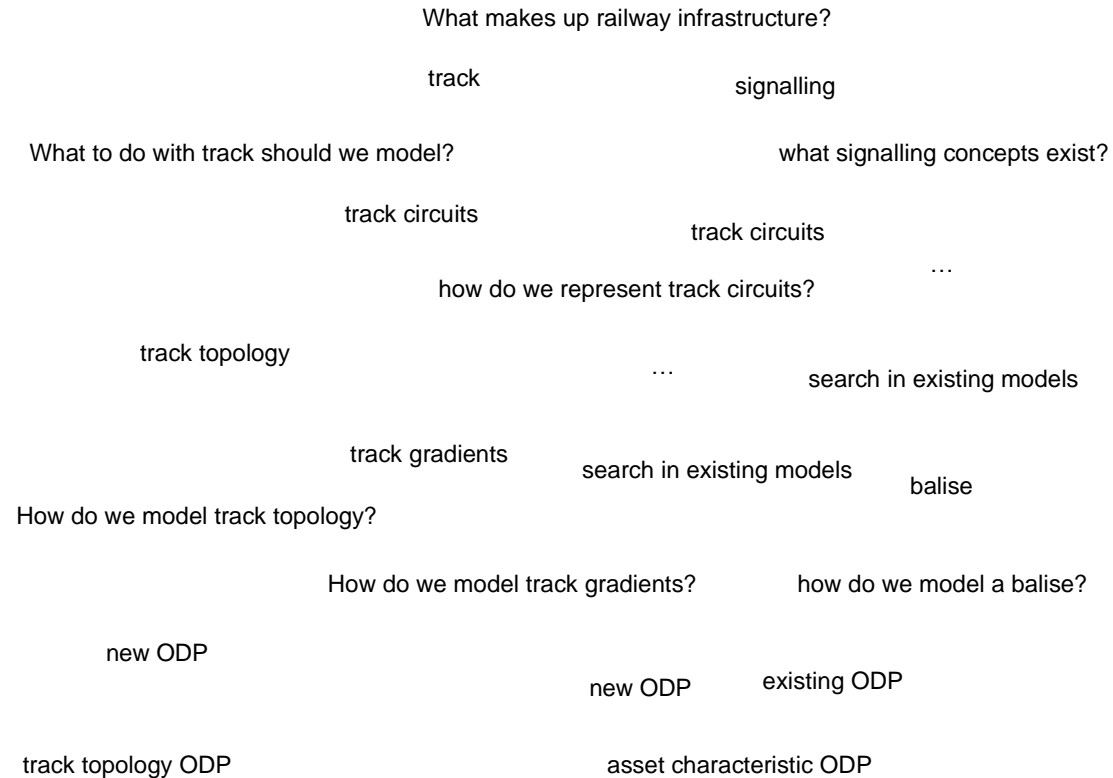 What makes up railway infrastructure?
track
signalling
What to do with track should we model?
what signalling concepts exist?
track circuits
track circuits
…
how do we represent track circuits?
track topology
…
search in existing models
track gradients
search in existing models
balise
How do we model track topology?
How do we model track gradients?
how do we model a balise?
new ODP
new ODP
existing ODP
track topology ODP
asset characteristic ODP